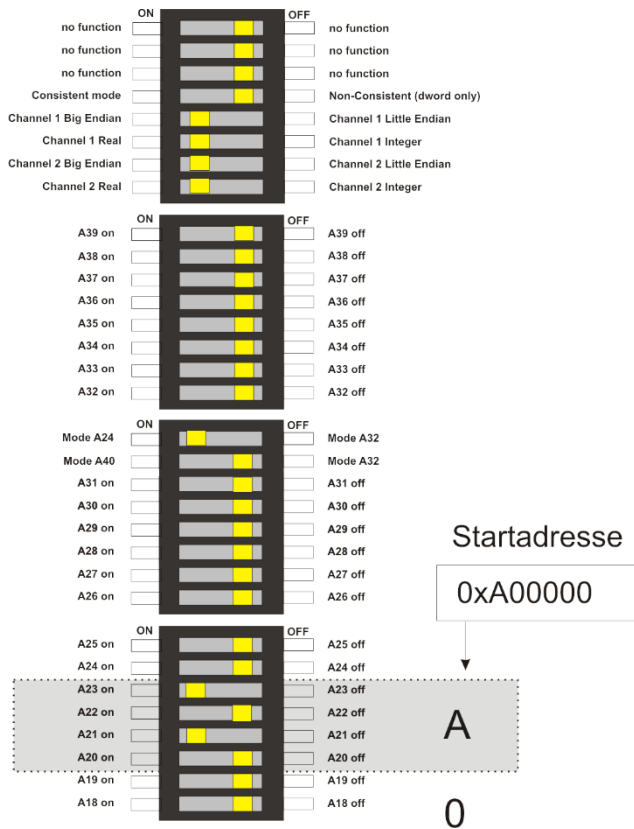 ON OFF
no function no function
no function no function
no function no function
Consistent mode Non-Consistent (dword only)
Channel 1 Big Endian Channel 1 Little Endian
Channel 1 Real Channel 1 Integer
Channel 2 Big Endian Channel 2 Little Endian
Channel 2 Real Channel 2 Integer
ON OFF
A39 on A39 off
A38 on A38 off
A37 on A37 off
A36 on A36 off
A35 on A35 off
A34 on A34 off
A33 on A33 off
A32 on A32 off
ON OFF
Mode A24 Mode A32
Mode A40 Mode A32
A31 on A31 off
A30 on A30 off
A29 on A29 off
A28 on A28 off
A27 on A27 off
A26 on A26 off
Startadresse
0xA00000
ON OFF
A25 on A25 off
A24 on A24 off
A23 on A23 off
A22 on A22 off
A21 on A21 off
A20 on A20 off
A
A19 on A19 off
A18 on A18 off
0